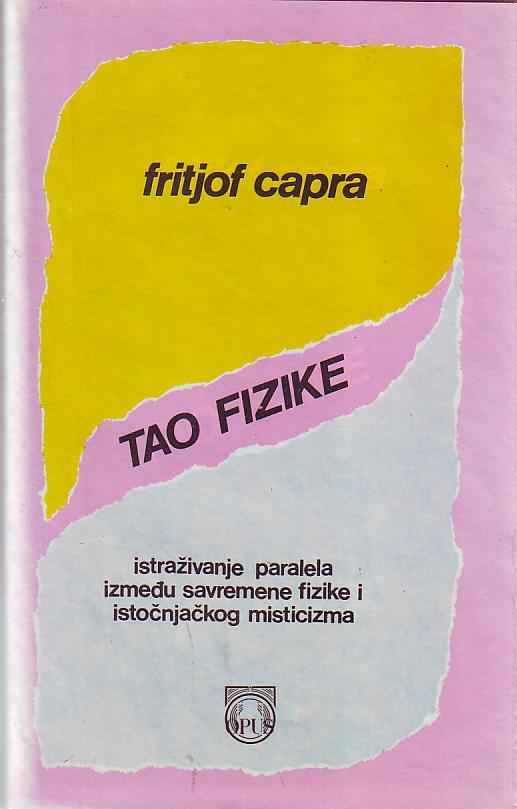 fritjof capra
TAO FIZIKE
istraživanje paralela
između savremene fizike i
istočnjačkog misticizma
OPUS